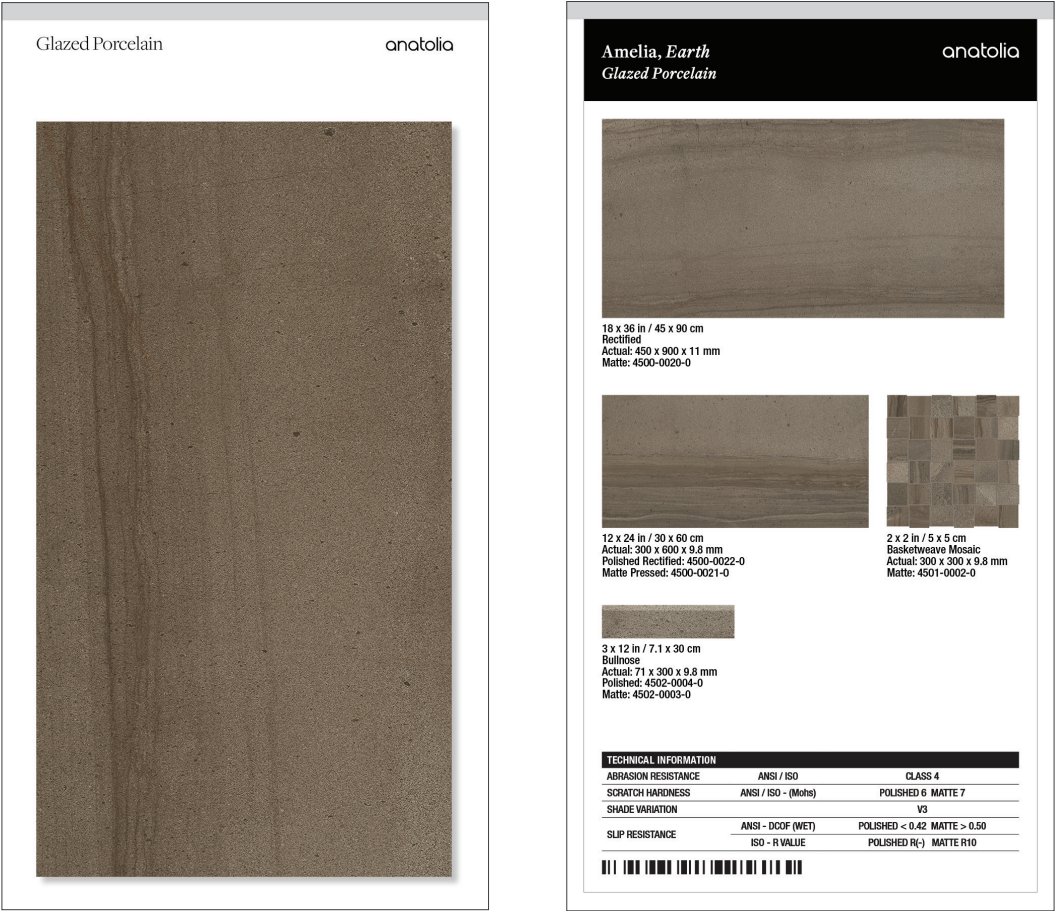 Glazed Porcelain
anatolia
Amelia, Earth
Glazed Porcelain
anatolia
18 x 36 in / 45 x 90 cm
Rectified
Actual: 450 x 900 x 11 mm
Matte: 4500-0020-0
12 x 24 in / 30 x 60 cm
Actual: 300 x 600 x 9.8 mm
Polished Rectified: 4500-0022-0
Matte Pressed: 4500-0021-0
2 x 2 in / 5 x 5 cm
Basketweave Mosaic
Actual: 300 x 300 x 9.8 mm
Matte: 4501-0002-0
3 x 12 in / 7.1 x 30 cm
Bullnose
Actual: 71 x 300 x 9.8 mm
Polished: 4502-0004-0
Matte: 4502-0003-0
TECHNICAL INFORMATION
ABRASION RESISTANCE ANSI / ISO CLASS 4
SCRATCH HARDNESS ANSI / ISO - (Mohs) POLISHED 6 MATTE 7
SHADE VARIATION V3
SLIP RESISTANCE ANSI - DCOF (WET) POLISHED < 0.42 MATTE > 0.50
ISO - R VALUE POLISHED R(-) MATTE R10